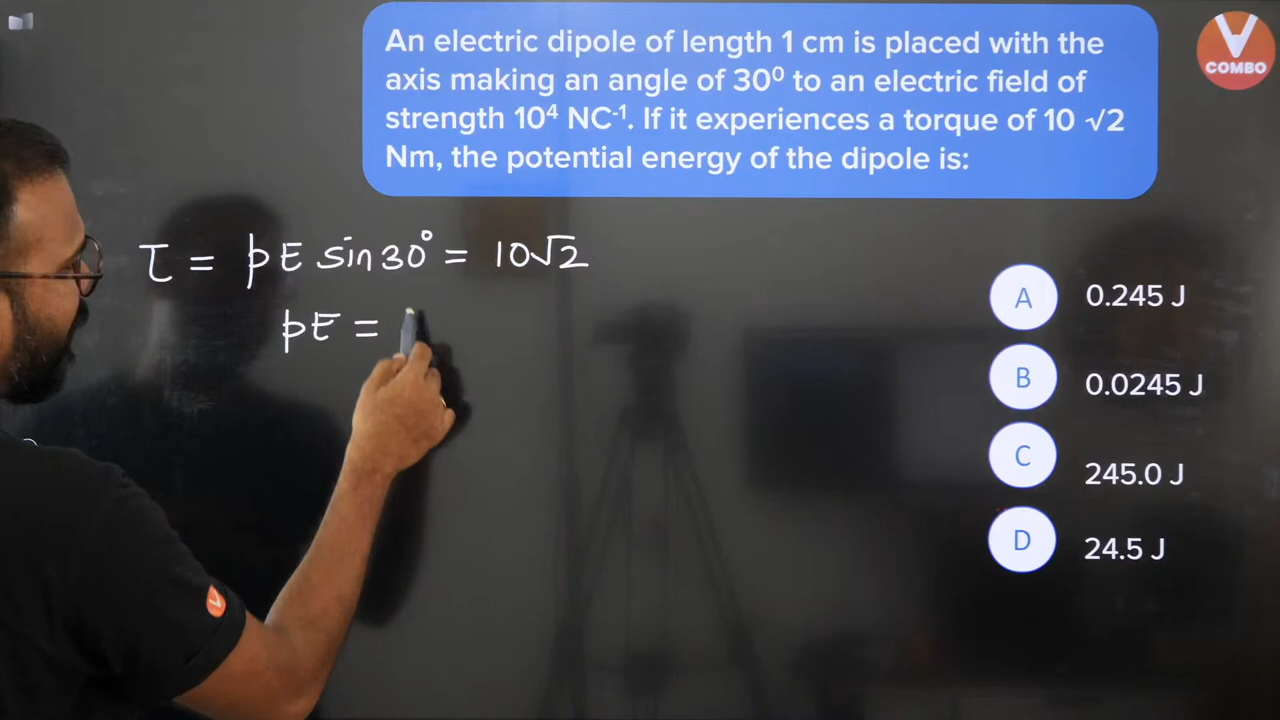 An electric dipole of length 1 cm is placed with the
axis making an angle of 30⁰ to an electric field of
strength 10⁴ NC⁻¹. If it experiences a torque of 10 √2
Nm, the potential energy of the dipole is:
V
COMBO
τ = pE sin30° = 10√2
pE =
A 0.245 J
B 0.0245 J
C 245.0 J
D 24.5 J